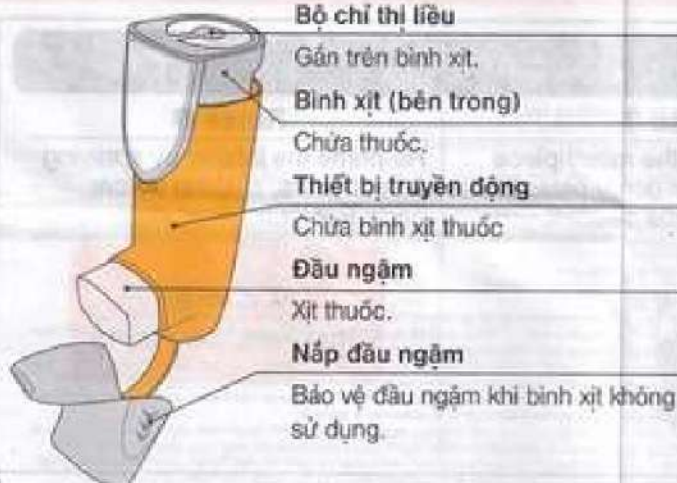 Bộ chỉ thị liều
Gắn trên bình xịt.
Bình xịt (bên trong)
Chứa thuốc.
Thiết bị truyền động
Chứa bình xịt thuốc
Đầu ngậm
Xịt thuốc.
Nắp đầu ngậm
Bảo vệ đầu ngậm khi bình xịt không
sử dụng.